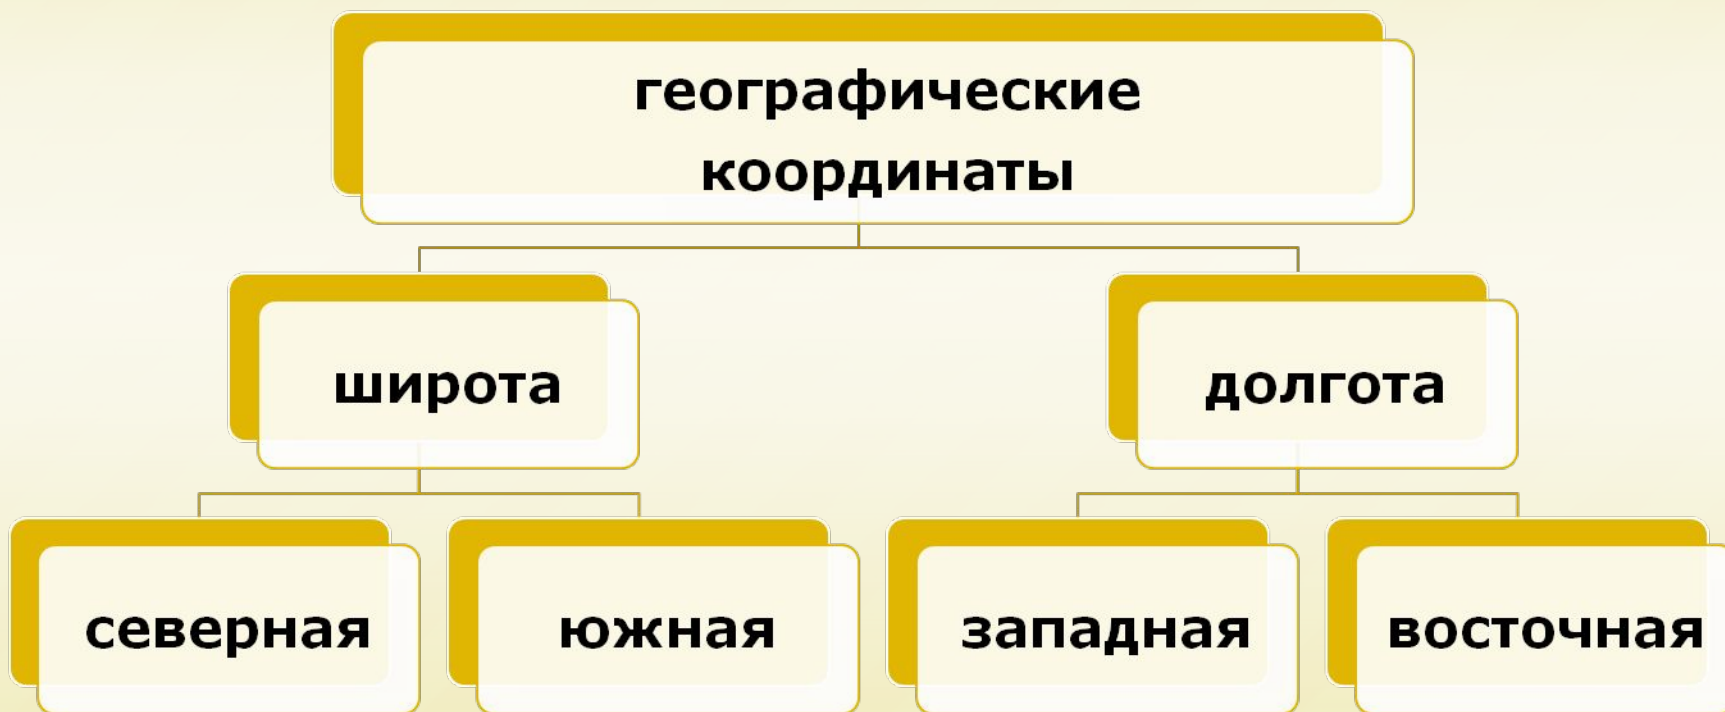 географические
координаты
широта
долгота
северная
южная
западная
восточная